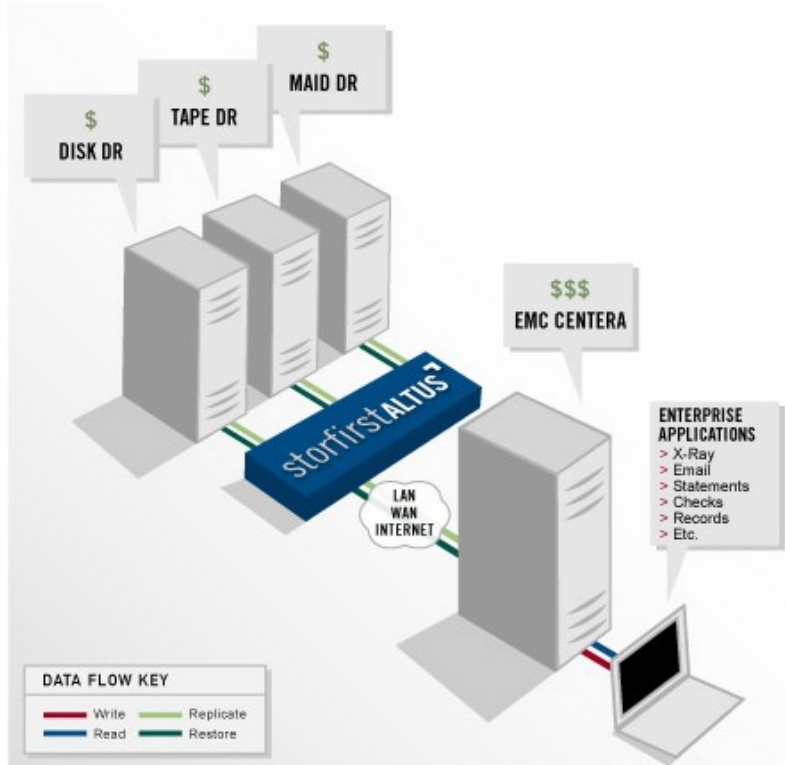 $
MAID DR
$
TAPE DR
$
DISK DR
$$$
EMC CENTERA
storfirstALTUS
LAN
WAN
INTERNET
ENTERPRISE
APPLICATIONS
> X-Ray
> Email
> Statements
> Checks
> Records
> Etc.
DATA FLOW KEY
Write Replicate
Read Restore